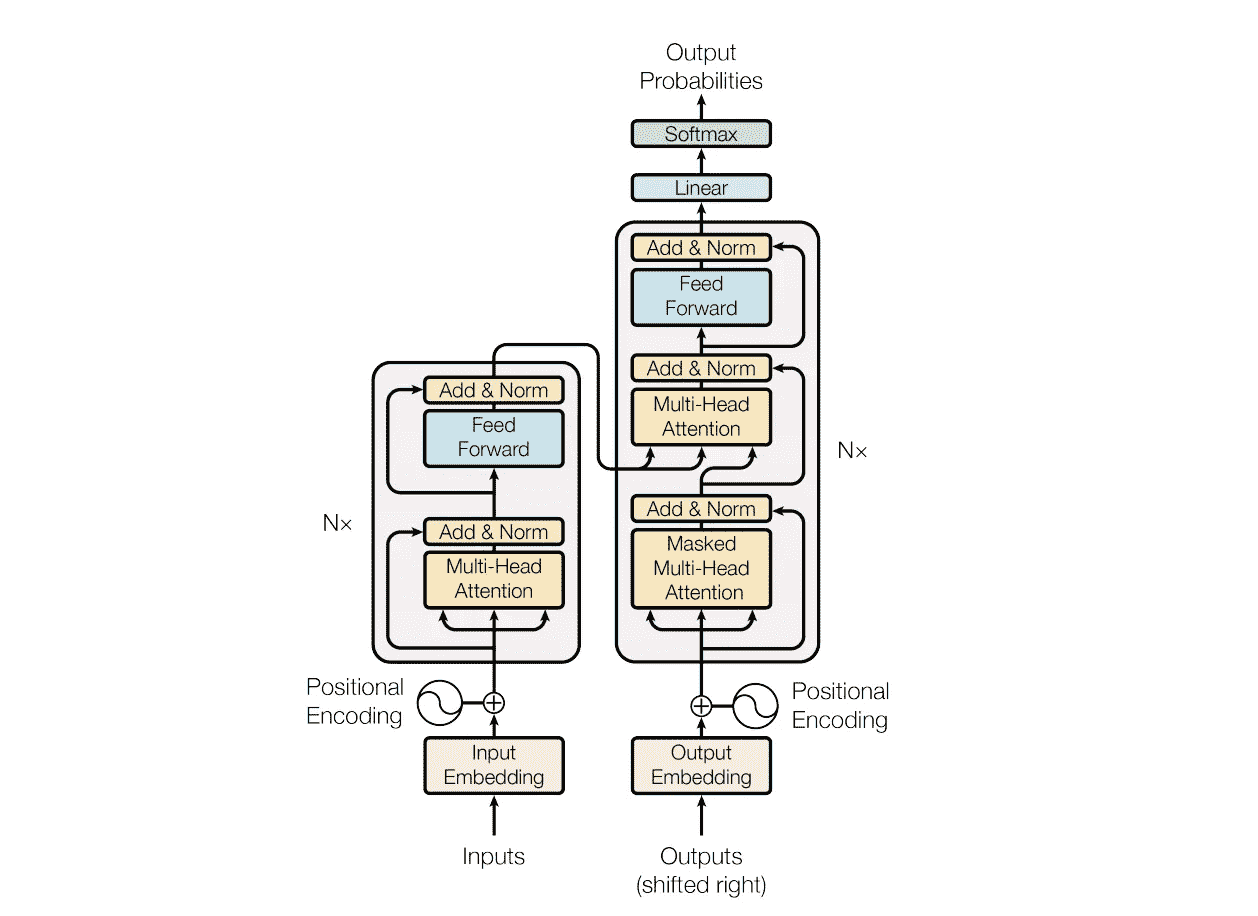 Output
Probabilities
Softmax
Linear
Add & Norm
Feed
Forward
Add & Norm
Multi-Head
Attention
Nx
Add & Norm
Masked
Multi-Head
Attention
Add & Norm
Feed
Forward
Nx
Add & Norm
Multi-Head
Attention
Positional
Encoding
Positional
Encoding
Input
Embedding
Output
Embedding
Inputs
Outputs
(shifted right)